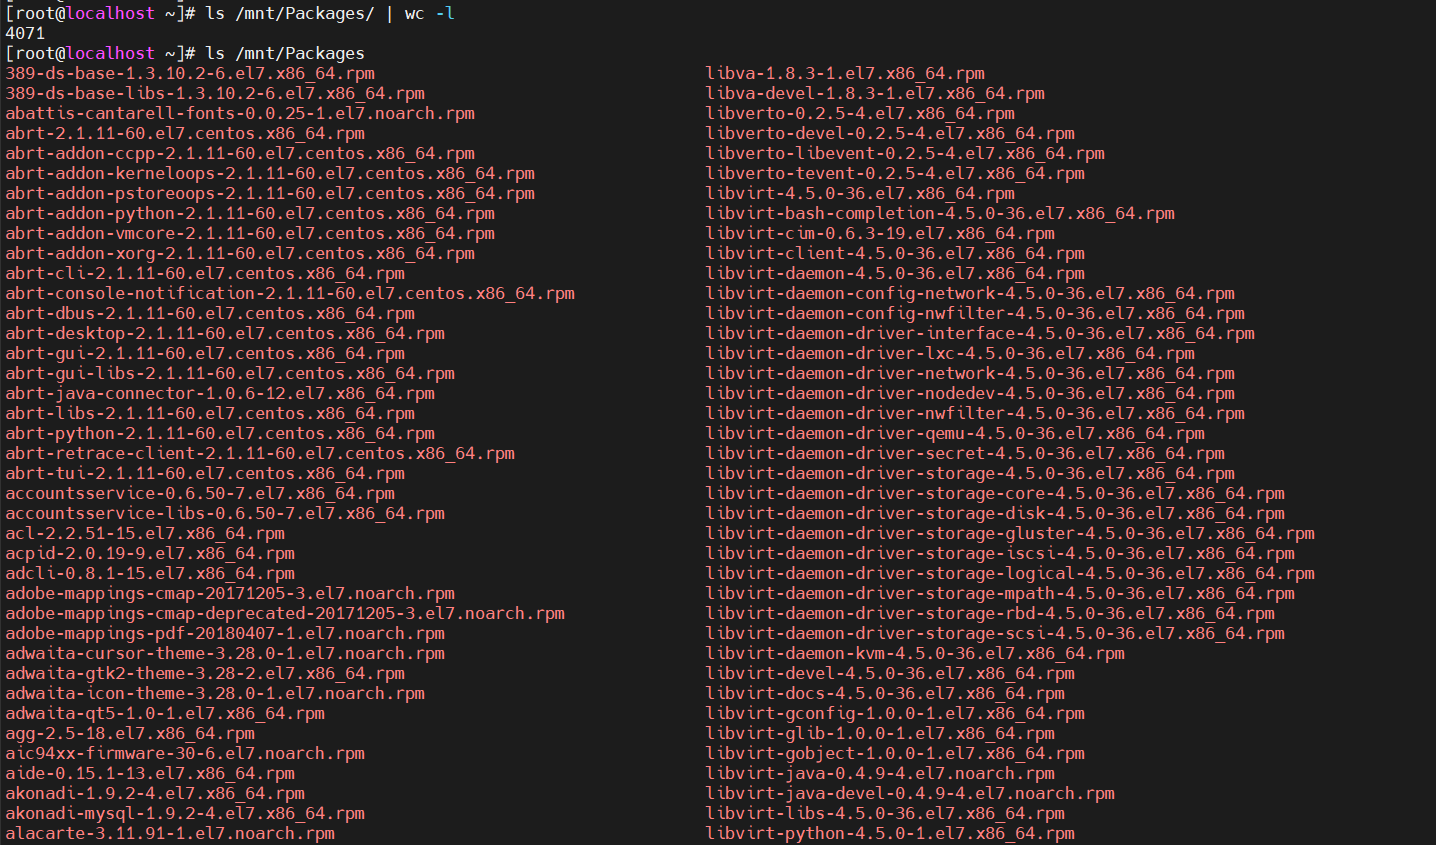 [root@localhost ~]# ls /mnt/Packages/ | wc -l
4071
[root@localhost ~]# ls /mnt/Packages
389-ds-base-1.3.10.2-6.el7.x86_64.rpm libva-1.8.3-1.el7.x86_64.rpm
389-ds-base-libs-1.3.10.2-6.el7.x86_64.rpm libva-devel-1.8.3-1.el7.x86_64.rpm
abattis-cantarell-fonts-0.0.25-1.el7.noarch.rpm libverto-0.2.5-4.el7.x86_64.rpm
abrt-2.1.11-60.el7.centos.x86_64.rpm libverto-devel-0.2.5-4.el7.x86_64.rpm
abrt-addon-ccpp-2.1.11-60.el7.centos.x86_64.rpm libverto-libevent-0.2.5-4.el7.x86_64.rpm
abrt-addon-kerneloops-2.1.11-60.el7.centos.x86_64.rpm libverto-tevent-0.2.5-4.el7.x86_64.rpm
abrt-addon-pstoreoops-2.1.11-60.el7.centos.x86_64.rpm libvirt-4.5.0-36.el7.x86_64.rpm
abrt-addon-python-2.1.11-60.el7.centos.x86_64.rpm libvirt-bash-completion-4.5.0-36.el7.x86_64.rpm
abrt-addon-vmcore-2.1.11-60.el7.centos.x86_64.rpm libvirt-cim-0.6.3-19.el7.x86_64.rpm
abrt-addon-xorg-2.1.11-60.el7.centos.x86_64.rpm libvirt-client-4.5.0-36.el7.x86_64.rpm
abrt-cli-2.1.11-60.el7.centos.x86_64.rpm libvirt-daemon-4.5.0-36.el7.x86_64.rpm
abrt-console-notification-2.1.11-60.el7.centos.x86_64.rpm libvirt-daemon-config-network-4.5.0-36.el7.x86_64.rpm
abrt-dbus-2.1.11-60.el7.centos.x86_64.rpm libvirt-daemon-config-nwfilter-4.5.0-36.el7.x86_64.rpm
abrt-desktop-2.1.11-60.el7.centos.x86_64.rpm libvirt-daemon-driver-interface-4.5.0-36.el7.x86_64.rpm
abrt-gui-2.1.11-60.el7.centos.x86_64.rpm libvirt-daemon-driver-lxc-4.5.0-36.el7.x86_64.rpm
abrt-gui-libs-2.1.11-60.el7.centos.x86_64.rpm libvirt-daemon-driver-network-4.5.0-36.el7.x86_64.rpm
abrt-java-connector-1.0.6-12.el7.x86_64.rpm libvirt-daemon-driver-nodedev-4.5.0-36.el7.x86_64.rpm
abrt-libs-2.1.11-60.el7.centos.x86_64.rpm libvirt-daemon-driver-nwfilter-4.5.0-36.el7.x86_64.rpm
abrt-python-2.1.11-60.el7.centos.x86_64.rpm libvirt-daemon-driver-qemu-4.5.0-36.el7.x86_64.rpm
abrt-retrace-client-2.1.11-60.el7.centos.x86_64.rpm libvirt-daemon-driver-secret-4.5.0-36.el7.x86_64.rpm
abrt-tui-2.1.11-60.el7.centos.x86_64.rpm libvirt-daemon-driver-storage-4.5.0-36.el7.x86_64.rpm
accountsservice-0.6.50-7.el7.x86_64.rpm libvirt-daemon-driver-storage-core-4.5.0-36.el7.x86_64.rpm
accountsservice-libs-0.6.50-7.el7.x86_64.rpm libvirt-daemon-driver-storage-disk-4.5.0-36.el7.x86_64.rpm
acl-2.2.51-15.el7.x86_64.rpm libvirt-daemon-driver-storage-gluster-4.5.0-36.el7.x86_64.rpm
acpid-2.0.19-9.el7.x86_64.rpm libvirt-daemon-driver-storage-iscsi-4.5.0-36.el7.x86_64.rpm
adcli-0.8.1-15.el7.x86_64.rpm libvirt-daemon-driver-storage-logical-4.5.0-36.el7.x86_64.rpm
adobe-mappings-cmap-20171205-3.el7.noarch.rpm libvirt-daemon-driver-storage-mpath-4.5.0-36.el7.x86_64.rpm
adobe-mappings-cmap-deprecated-20171205-3.el7.noarch.rpm libvirt-daemon-driver-storage-rbd-4.5.0-36.el7.x86_64.rpm
adobe-mappings-pdf-20180407-1.el7.noarch.rpm libvirt-daemon-driver-storage-scsi-4.5.0-36.el7.x86_64.rpm
adwaita-cursor-theme-3.28.0-1.el7.noarch.rpm libvirt-daemon-kvm-4.5.0-36.el7.x86_64.rpm
adwaita-gtk2-theme-3.28-2.el7.x86_64.rpm libvirt-devel-4.5.0-36.el7.x86_64.rpm
adwaita-icon-theme-3.28.0-1.el7.noarch.rpm libvirt-docs-4.5.0-36.el7.x86_64.rpm
adwaita-qt5-1.0-1.el7.x86_64.rpm libvirt-gconfig-1.0.0-1.el7.x86_64.rpm
agg-2.5-18.el7.x86_64.rpm libvirt-glib-1.0.0-1.el7.x86_64.rpm
aic94xx-firmware-30-6.el7.noarch.rpm libvirt-gobject-1.0.0-1.el7.x86_64.rpm
aide-0.15.1-13.el7.x86_64.rpm libvirt-java-0.4.9-4.el7.noarch.rpm
akonadi-1.9.2-4.el7.x86_64.rpm libvirt-java-devel-0.4.9-4.el7.noarch.rpm
akonadi-mysql-1.9.2-4.el7.x86_64.rpm libvirt-libs-4.5.0-36.el7.x86_64.rpm
alacarte-3.11.91-1.el7.noarch.rpm libvirt-python-4.5.0-1.el7.x86_64.rpm